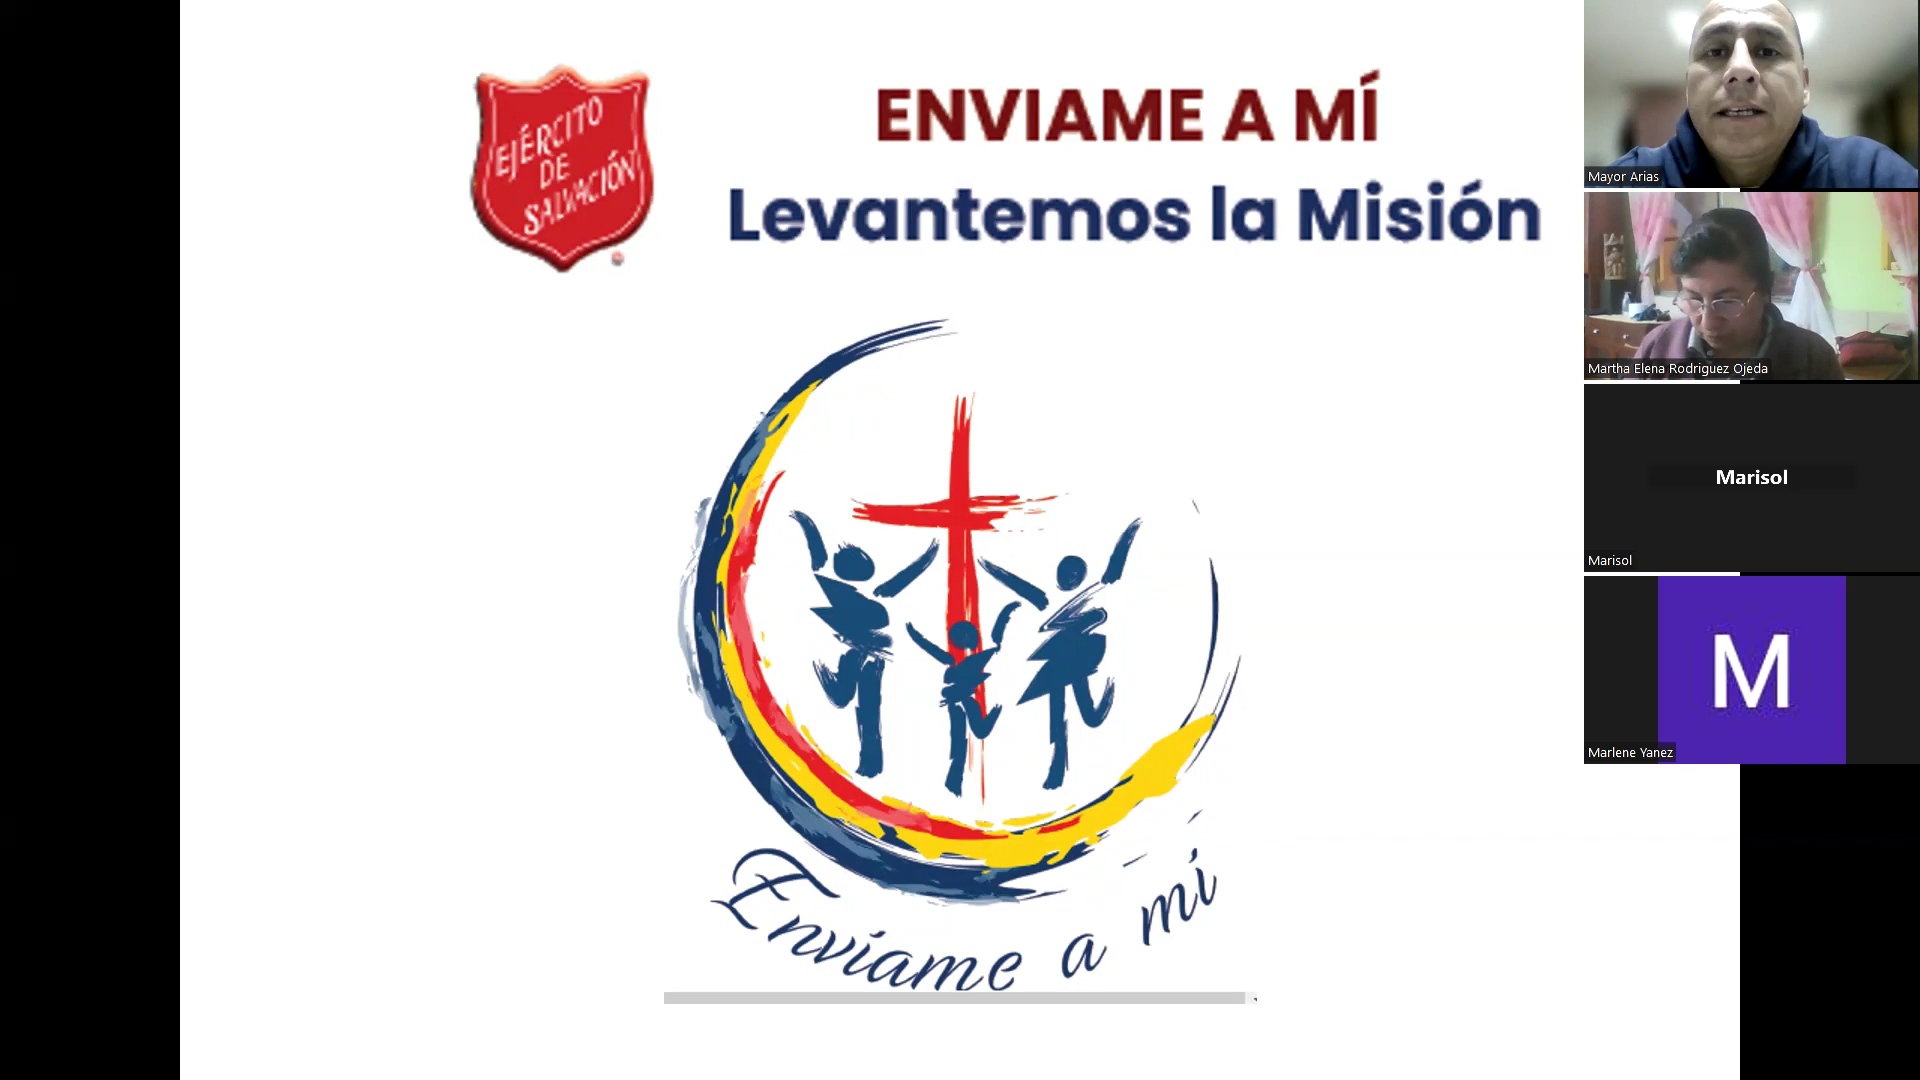 EJÉRCITO
DE
SALVACIÓN
ENVIAME A MÍ
Levantemos la Misión
Enviame a mí
Mayor Arias
Martha Elena Rodriguez Ojeda
Marisol
Marisol
M
Marlene Yanez